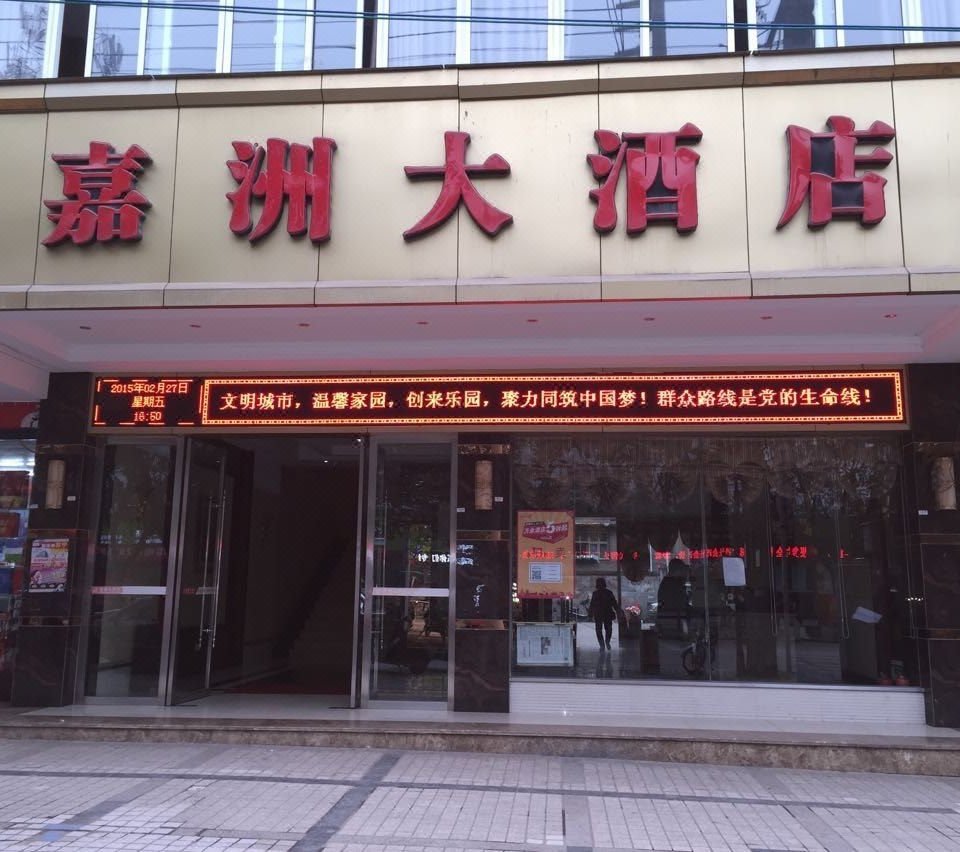 嘉洲大酒店
2015年02月27日
星期五
16:50
文明城市，温馨家园，创来乐园，聚力同筑中国梦！群众路线是党的生命线！